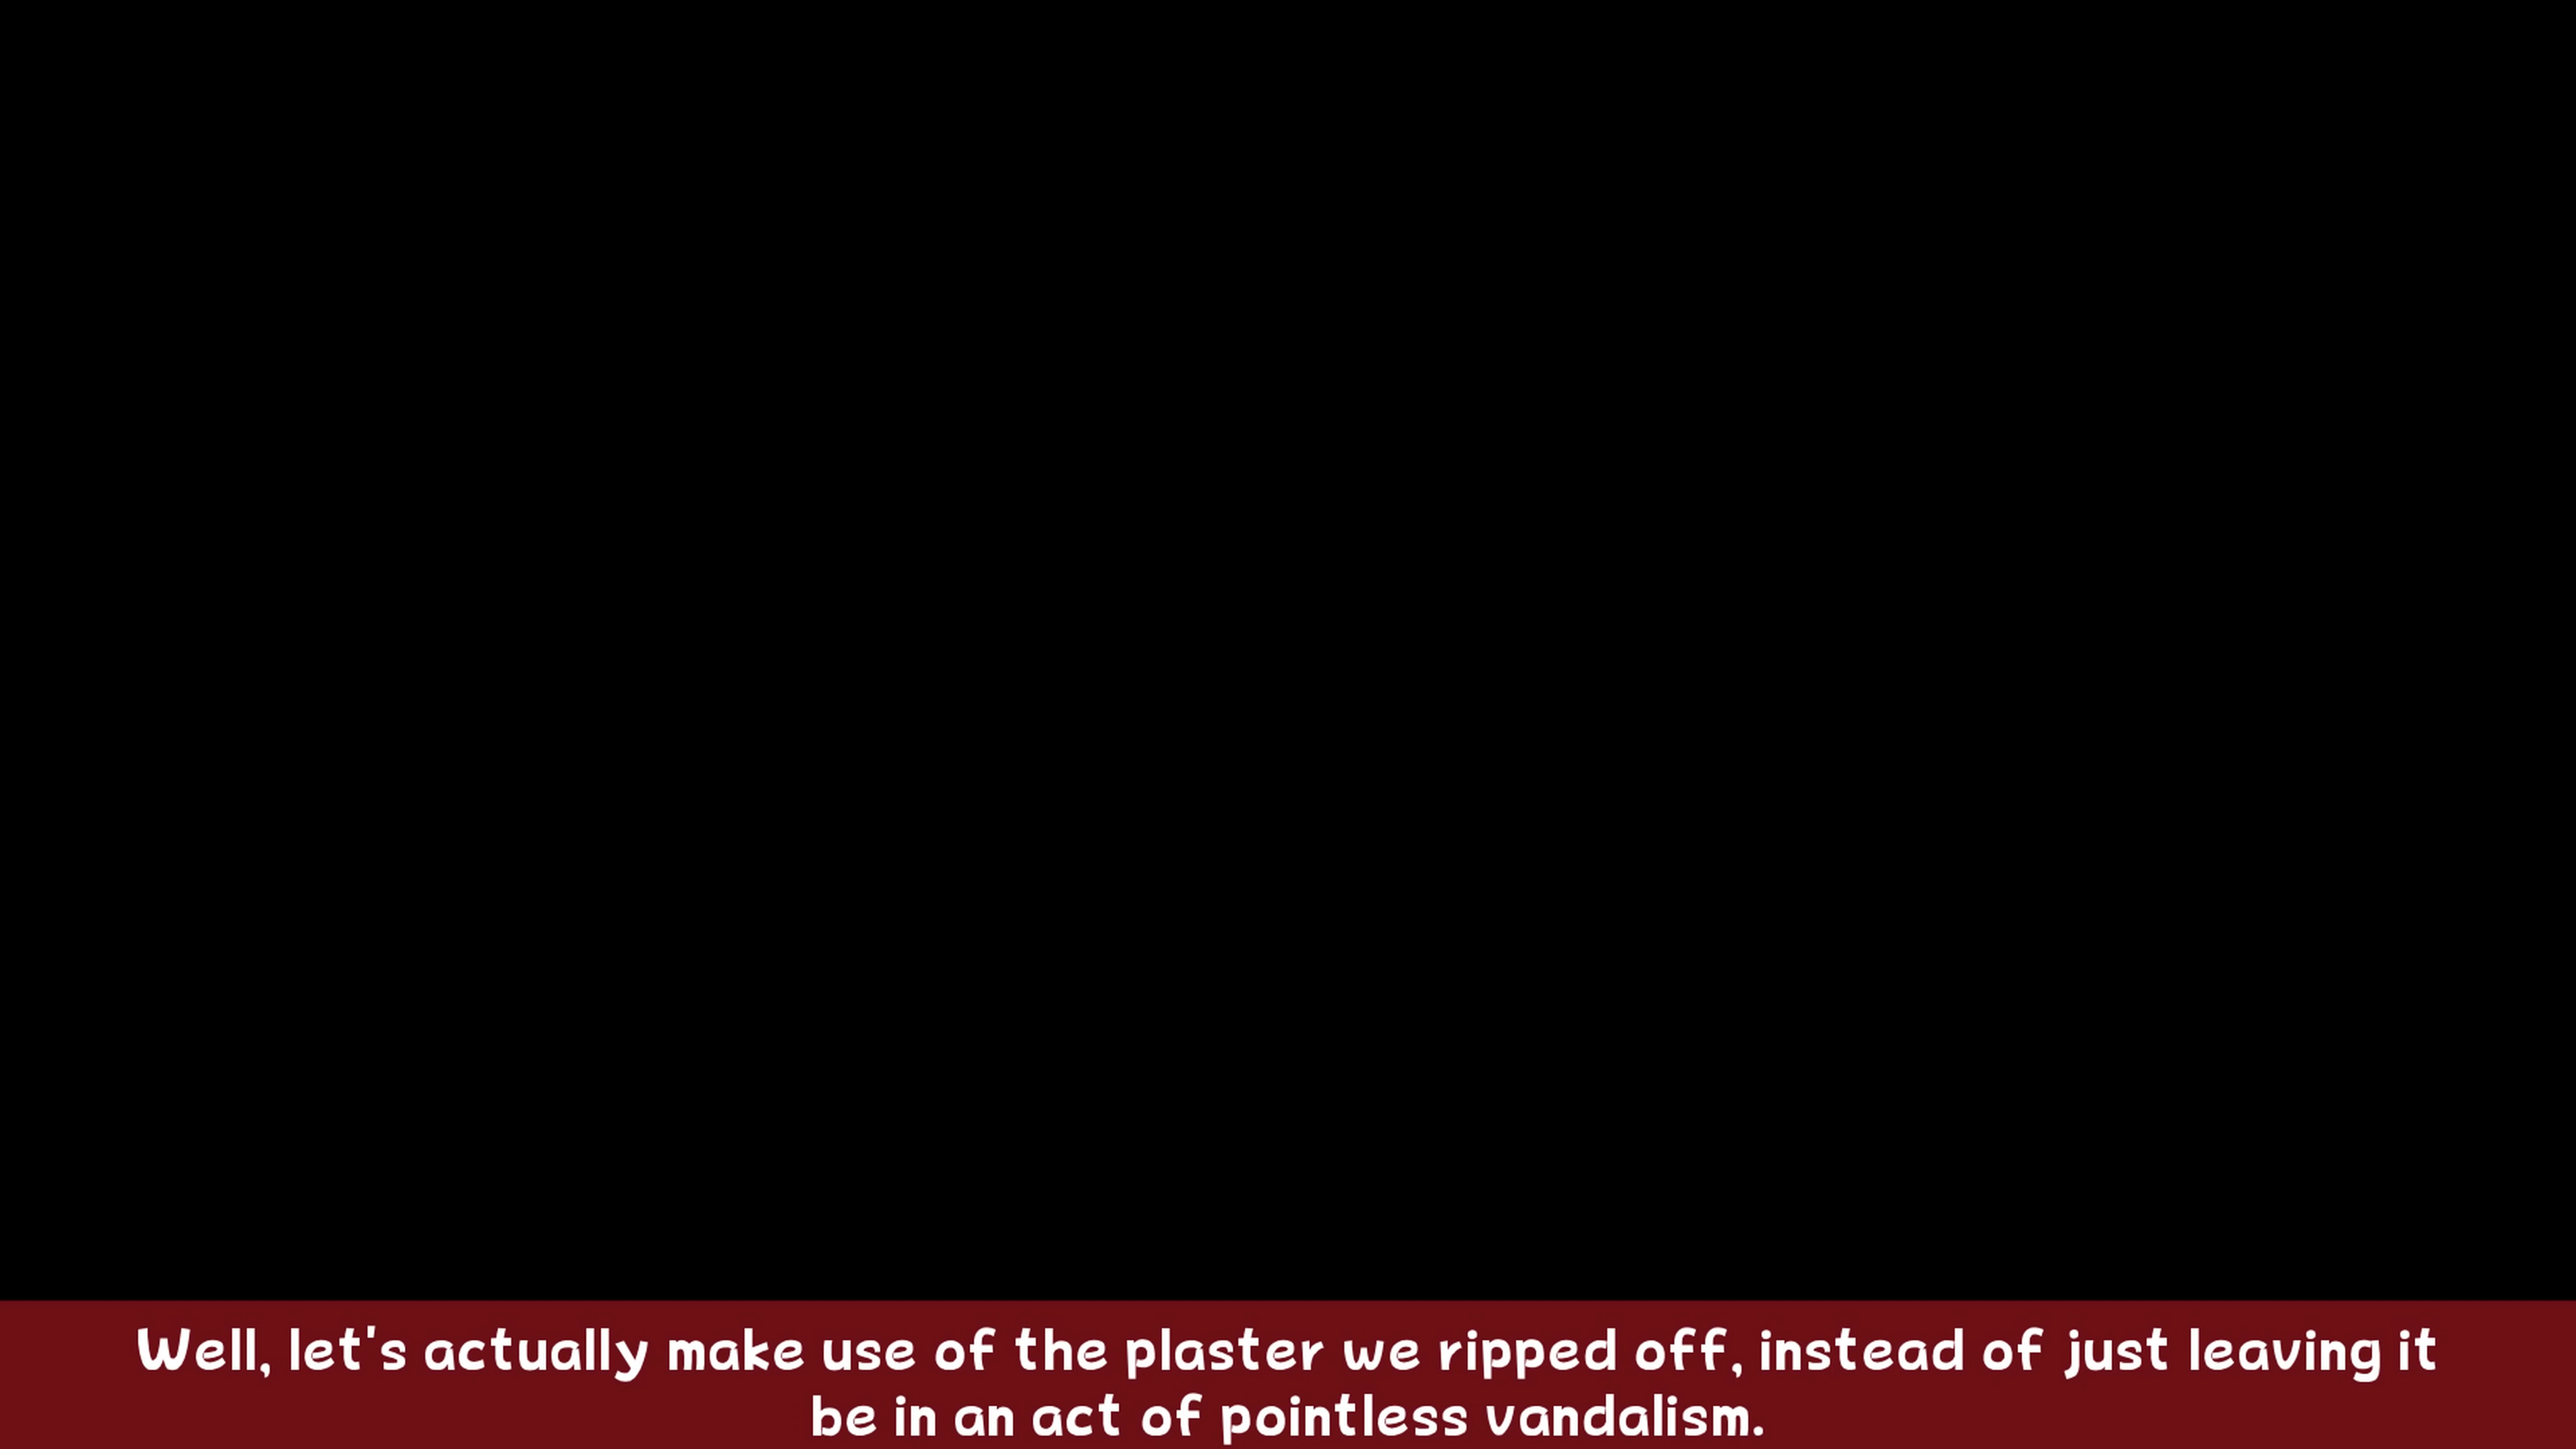 Well, let's actually make use of the plaster we ripped off, instead of just leaving it
be in an act of pointless vandalism.